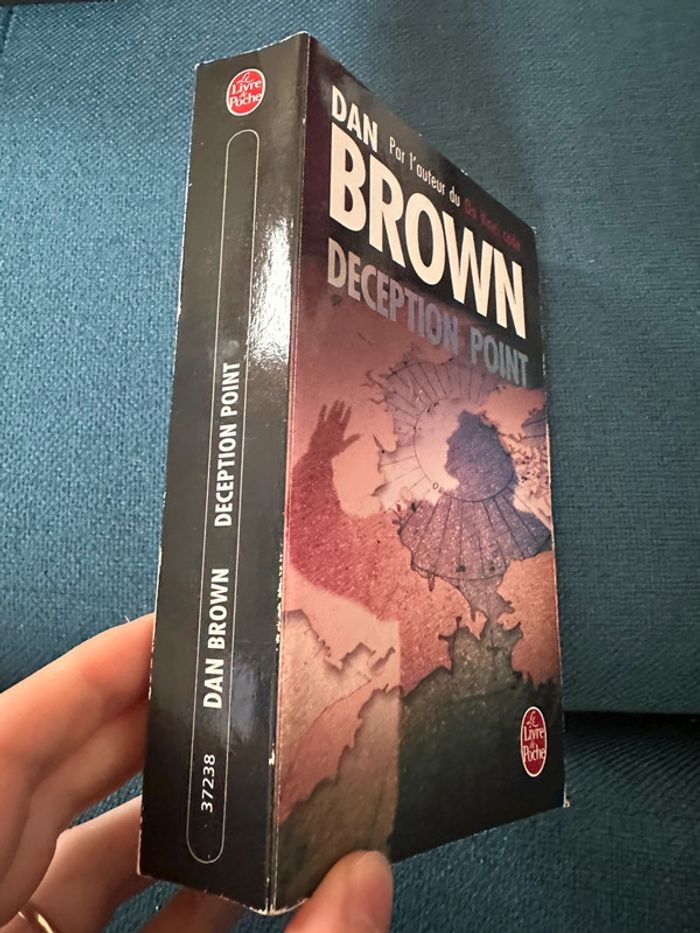 Le
Livre
de
Poche
DAN BROWN DECEPTION POINT
37238
DAN
Par l'auteur du Da Vinci code
BROWN
DECEPTION POINT
Le
Livre
de
Poche